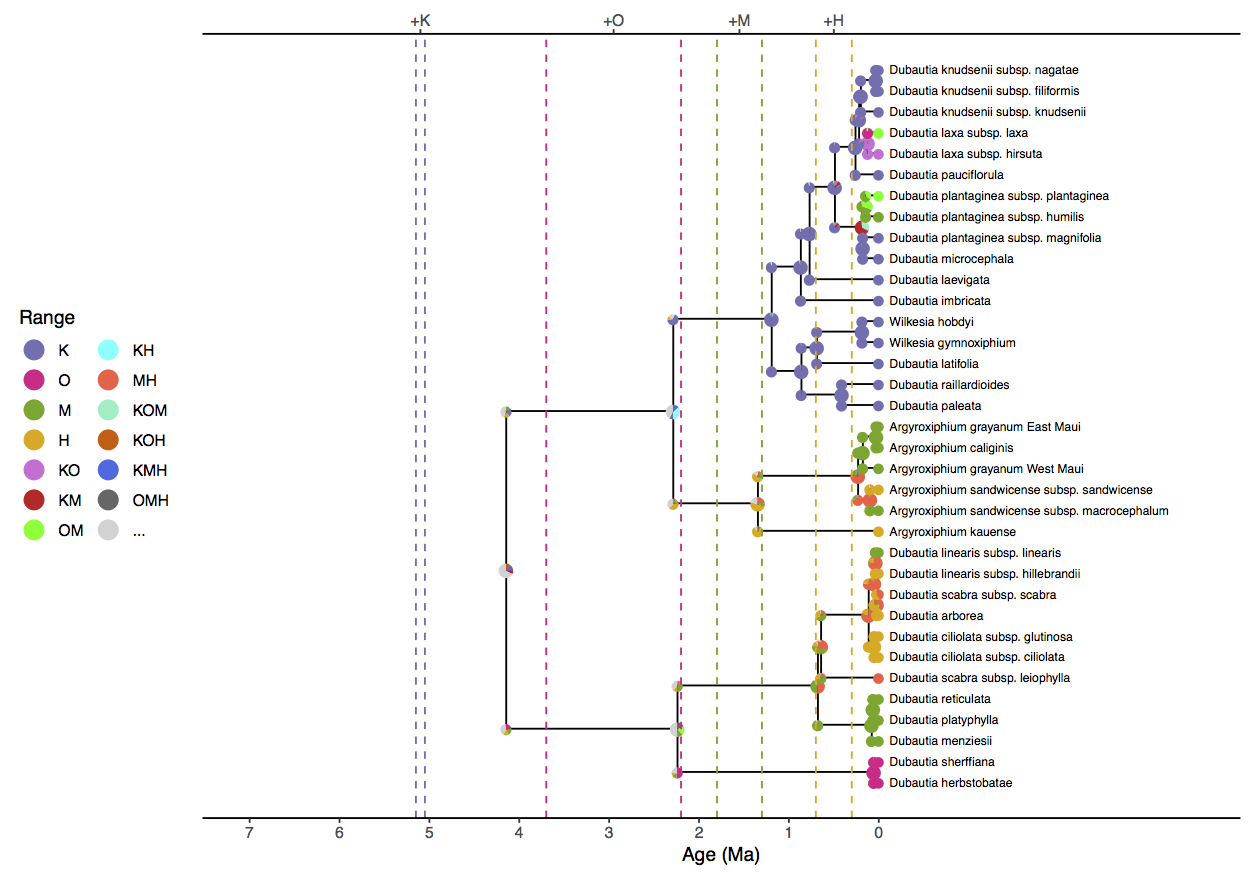 +K +O +M +H
Dubautia knudsenii subsp. nagatae
Dubautia knudsenii subsp. filiformis
Dubautia knudsenii subsp. knudsenii
Dubautia laxa subsp. laxa
Dubautia laxa subsp. hirsuta
Dubautia pauciflorula
Dubautia plantaginea subsp. plantaginea
Dubautia plantaginea subsp. humilis
Dubautia plantaginea subsp. magnifolia
Dubautia microcephala
Dubautia laevigata
Dubautia imbricata
Wilkesia hobdyi
Wilkesia gymnoxiphium
Dubautia latifolia
Dubautia raillardioides
Dubautia paleata
Argyroxiphium grayanum East Maui
Argyroxiphium caliginis
Argyroxiphium grayanum West Maui
Argyroxiphium sandwicense subsp. sandwicense
Argyroxiphium sandwicense subsp. macrocephalum
Argyroxiphium kauense
Dubautia linearis subsp. linearis
Dubautia linearis subsp. hillebrandii
Dubautia scabra subsp. scabra
Dubautia arborea
Dubautia ciliolata subsp. glutinosa
Dubautia ciliolata subsp. ciliolata
Dubautia scabra subsp. leiophylla
Dubautia reticulata
Dubautia platyphylla
Dubautia menziesii
Dubautia sherffiana
Dubautia herbstobatae
Range
K KH
O MH
M KOM
H KOH
KO KMH
KM OMH
OM ...
7 6 5 4 3 2 1 0
Age (Ma)